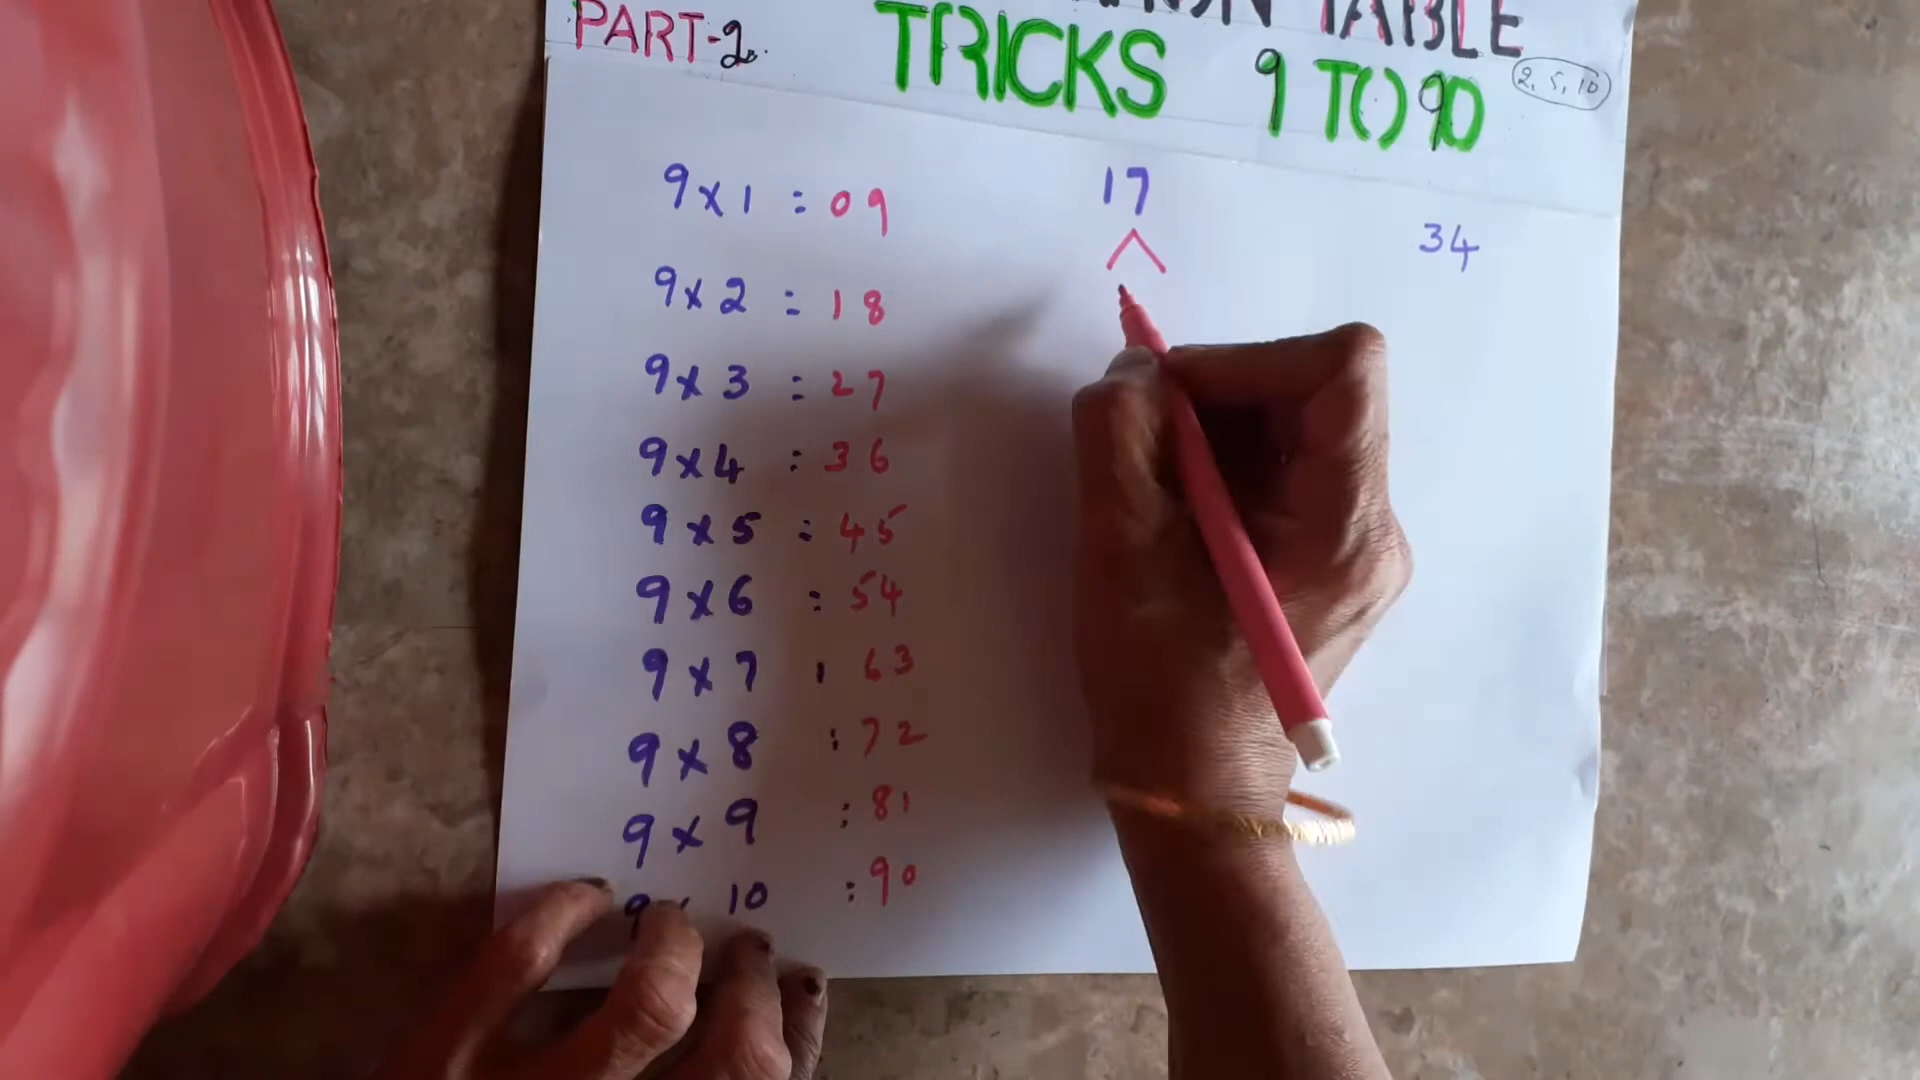 TABLE
PART-2
TRICKS 9 TO 90
2, 5, 10
9 x 1 = 09
17
34
9 x 2 = 18
9 x 3 = 27
9 x 4 : 36
9 x 5 = 45
9 x 6 : 54
9 x 7 : 63
9 x 8 : 72
9 x 9 : 81
9 x 10 : 90